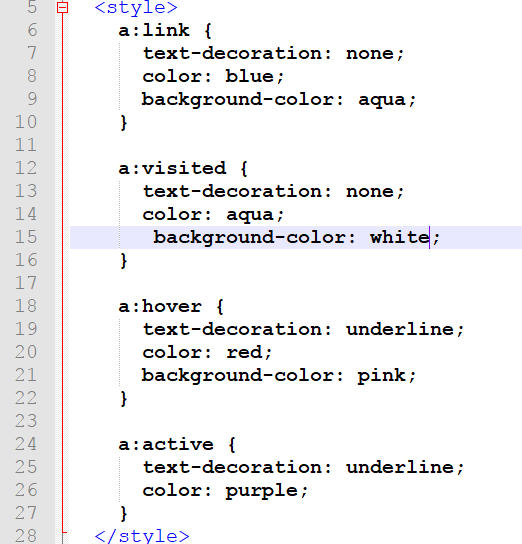 5 <style>
6 a:link {
7 text-decoration: none;
8 color: blue;
9 background-color: aqua;
10 }
11
12 a:visited {
13 text-decoration: none;
14 color: aqua;
15 background-color: white;
16 }
17
18 a:hover {
19 text-decoration: underline;
20 color: red;
21 background-color: pink;
22 }
23
24 a:active {
25 text-decoration: underline;
26 color: purple;
27 }
28 </style>